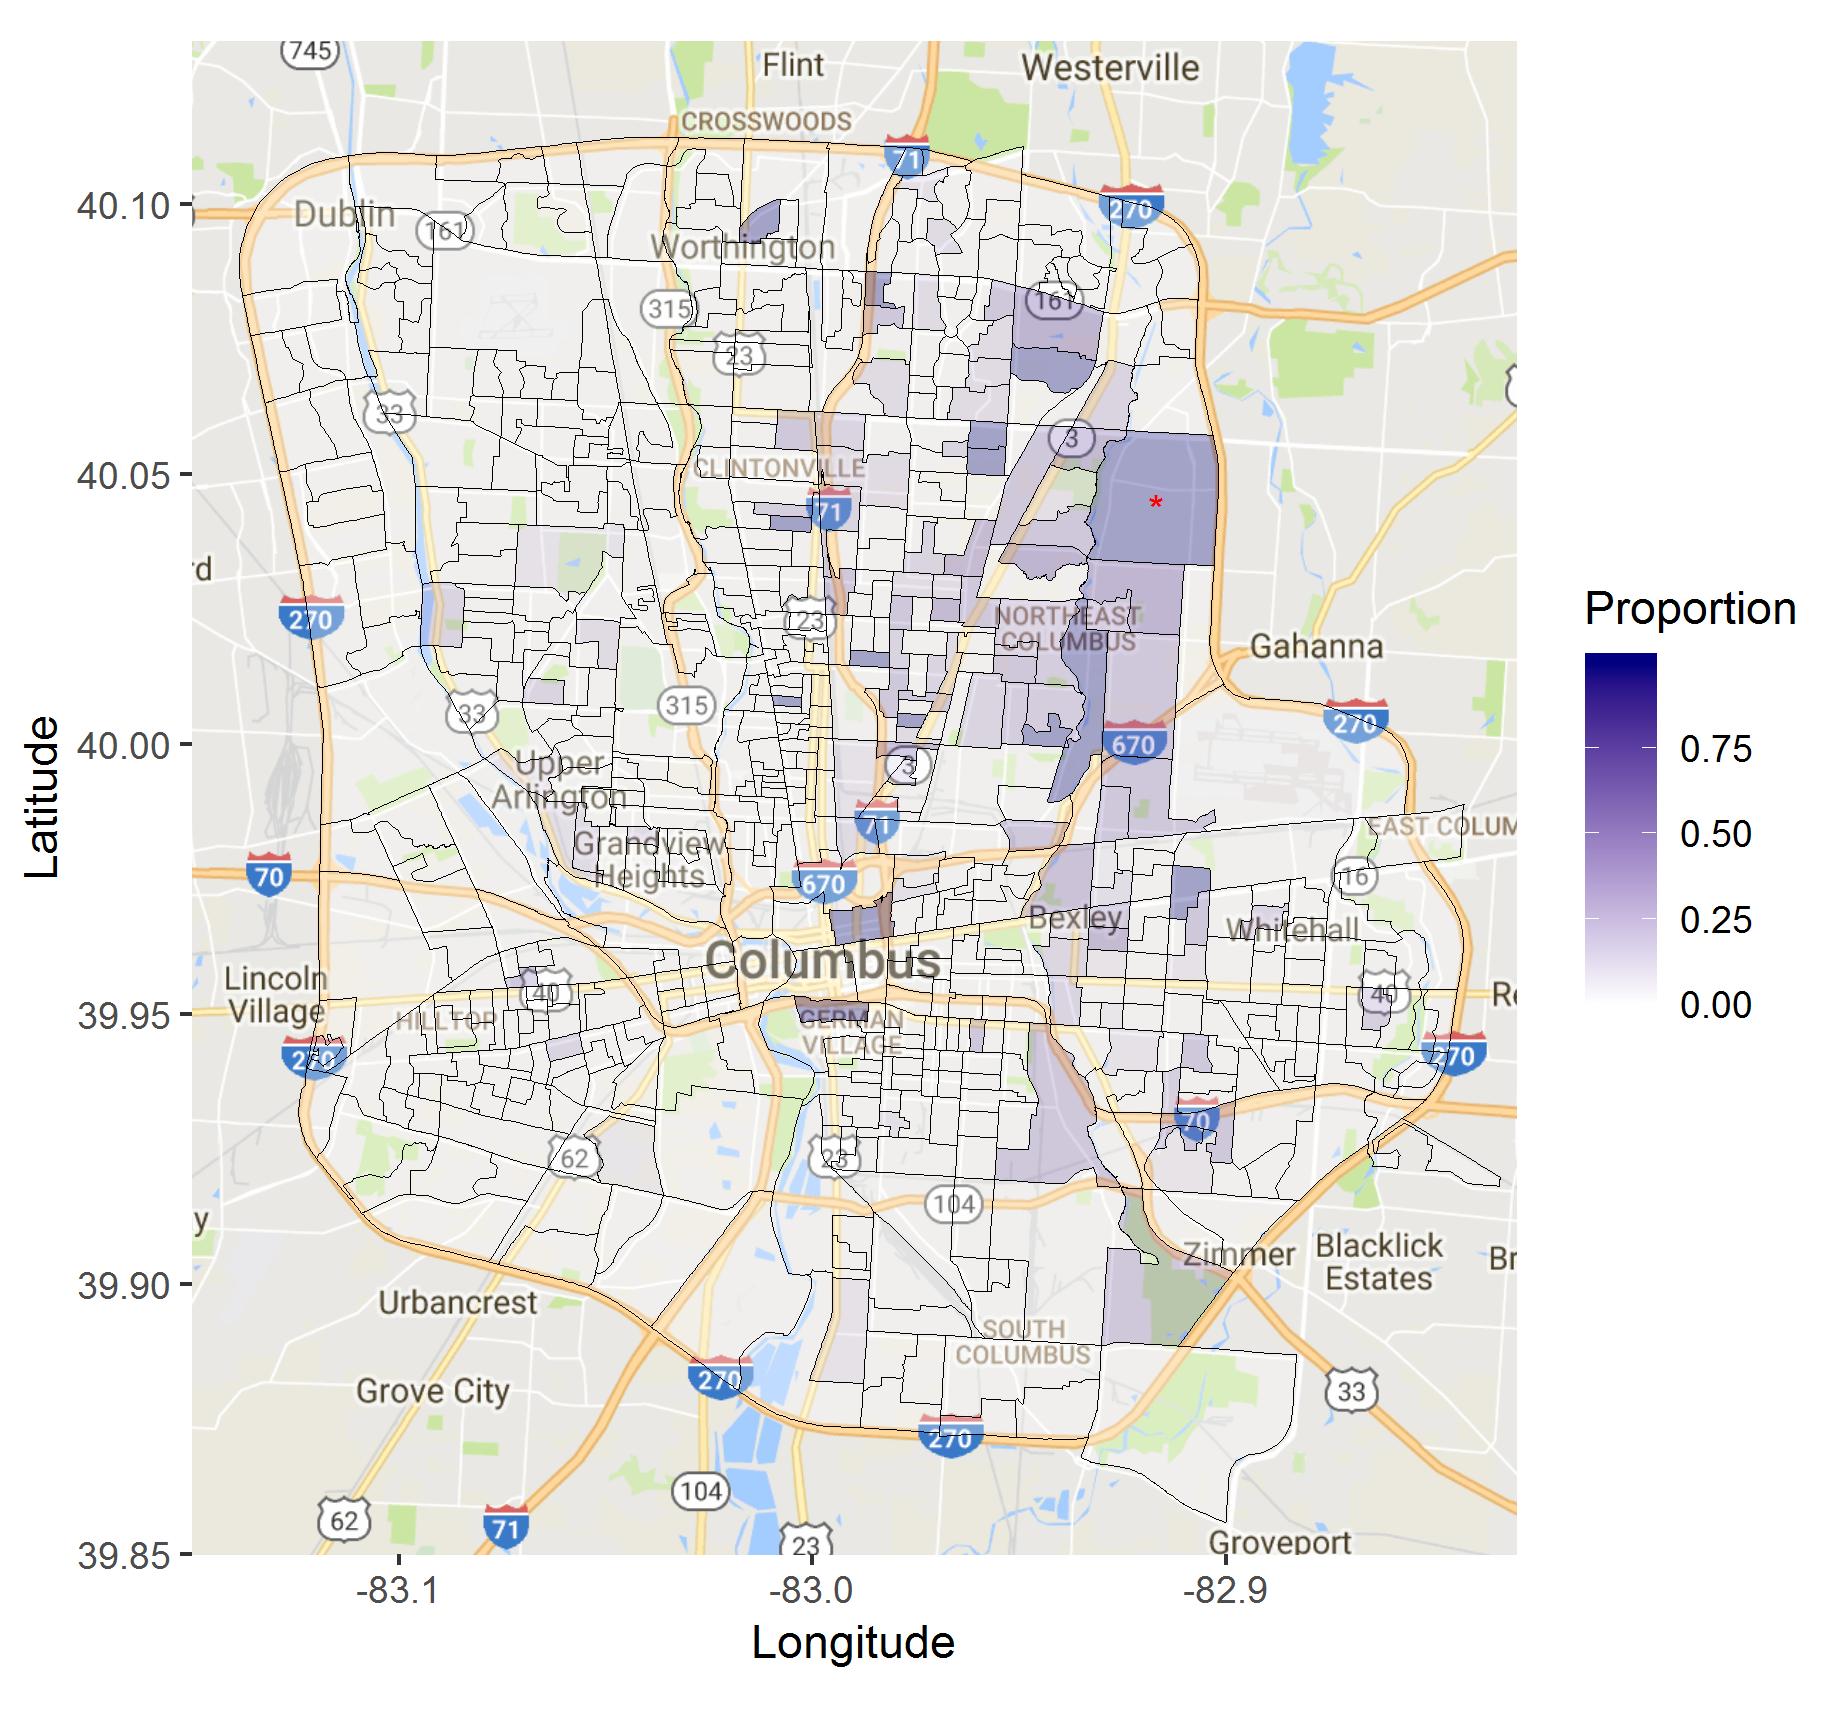 745
Flint
Westerville
CROSSWOODS
71
40.10
Dublin
161
270
Worthington
315
161
23
33
3
40.05
CLINTONVILLE
71
*
rd
270
23
NORTHEAST
COLUMBUS
Gahanna
33
315
270
40.00
670
3
Upper
Arlington
71
EAST COLUM
Grandview
Heights
70
670
16
Bexley
Whitehall
Columbus
Lincoln
Village
40
40
Re
39.95
HILLTOP
GERMAN
VILLAGE
270
270
70
62
23
104
y
Zimmer
Blacklick
Estates
Br
39.90
Urbancrest
SOUTH
COLUMBUS
270
Grove City
33
270
104
62
71
23
Groveport
39.85
-83.1
-83.0
-82.9
Longitude
Latitude
Proportion
0.75
0.50
0.25
0.00